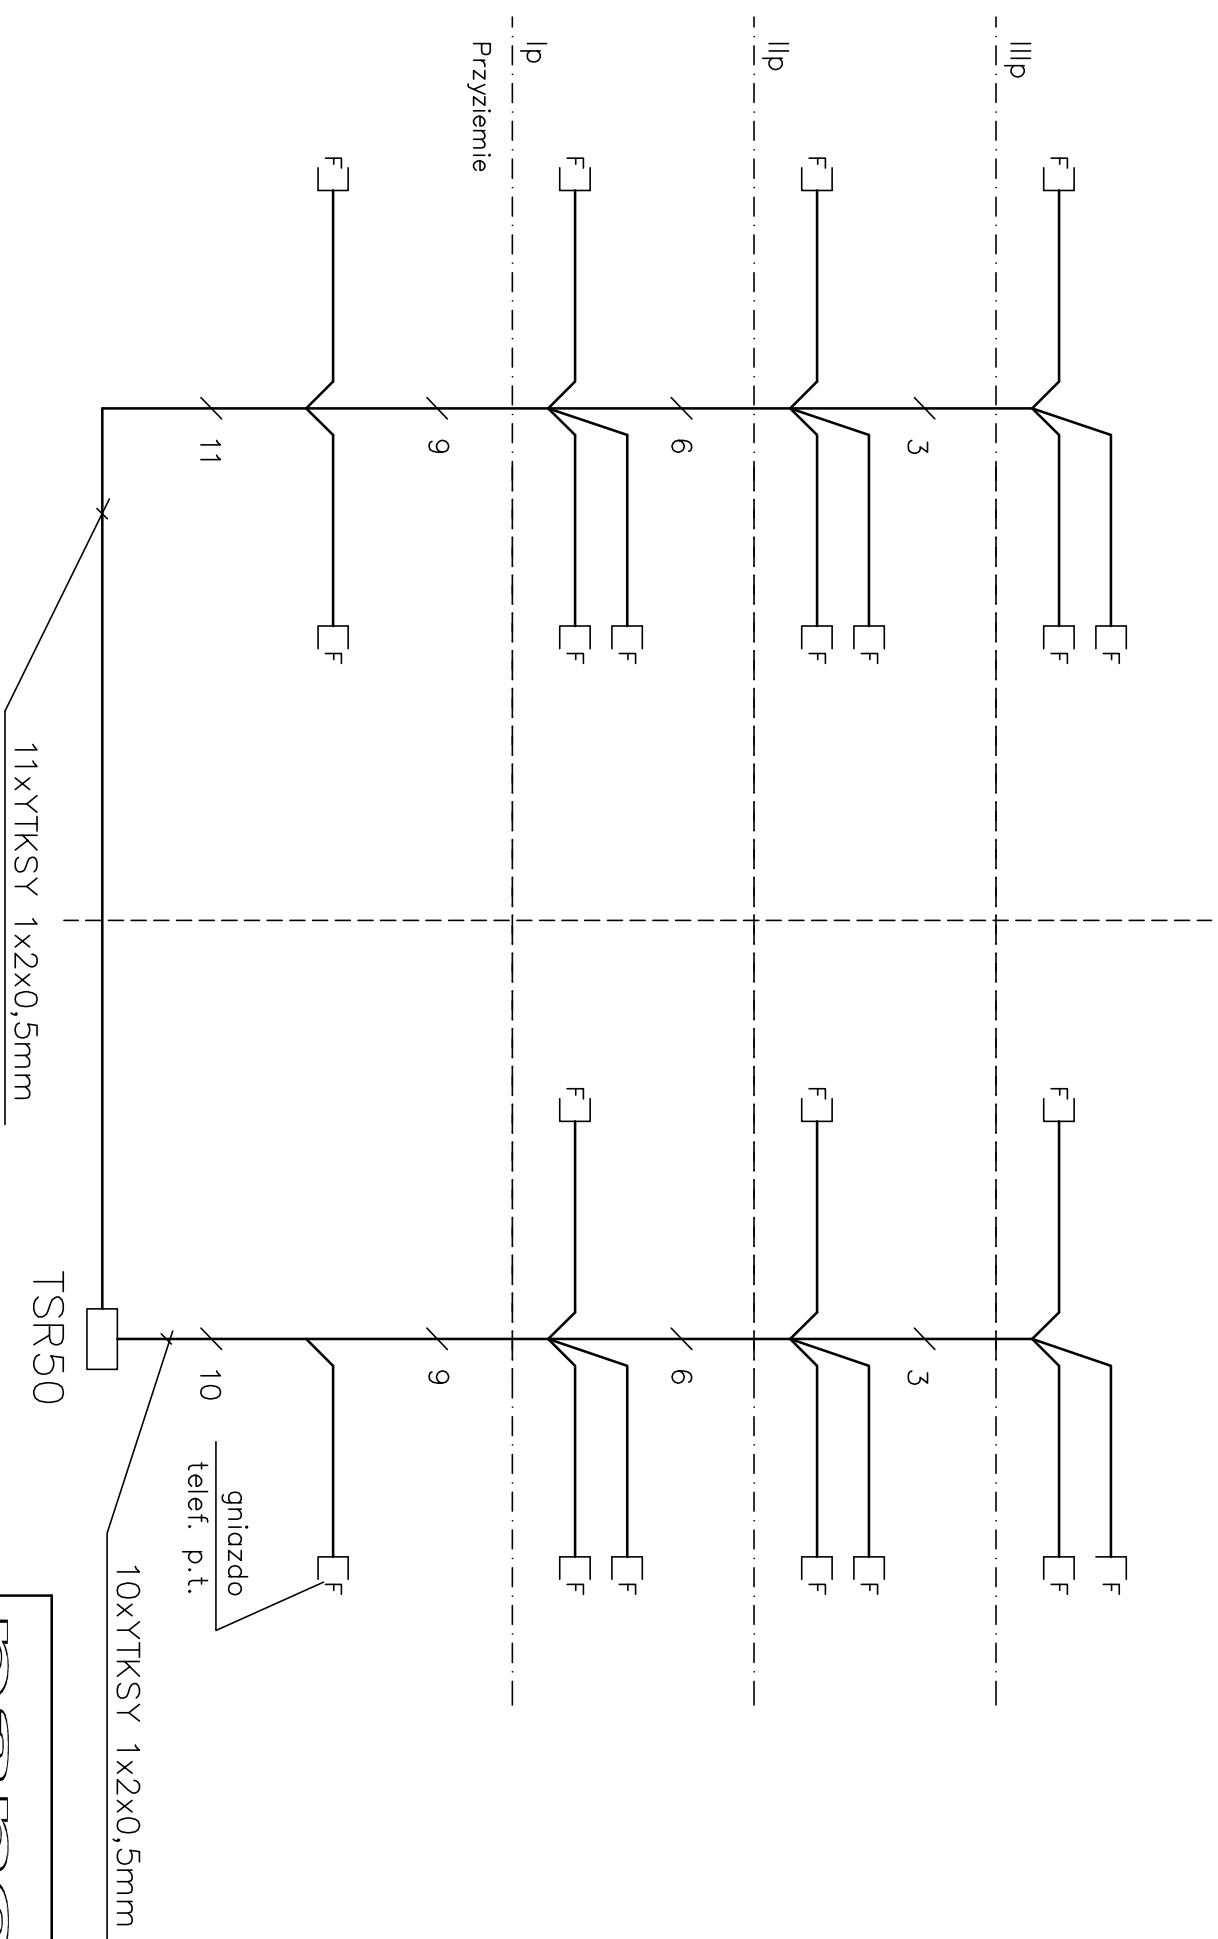 F
F
F
F
F
F
IIIp
3
3
F
F
F
F
F
F
IIp
6
6
F
F
F
F
F
F
Ip
Przyziemie
9
9
F
F
F
gniazdo
telef. p.t.
11
10
10xYTKSY 1x2x0,5mm
TSR50
11xYTKSY 1x2x0,5mm